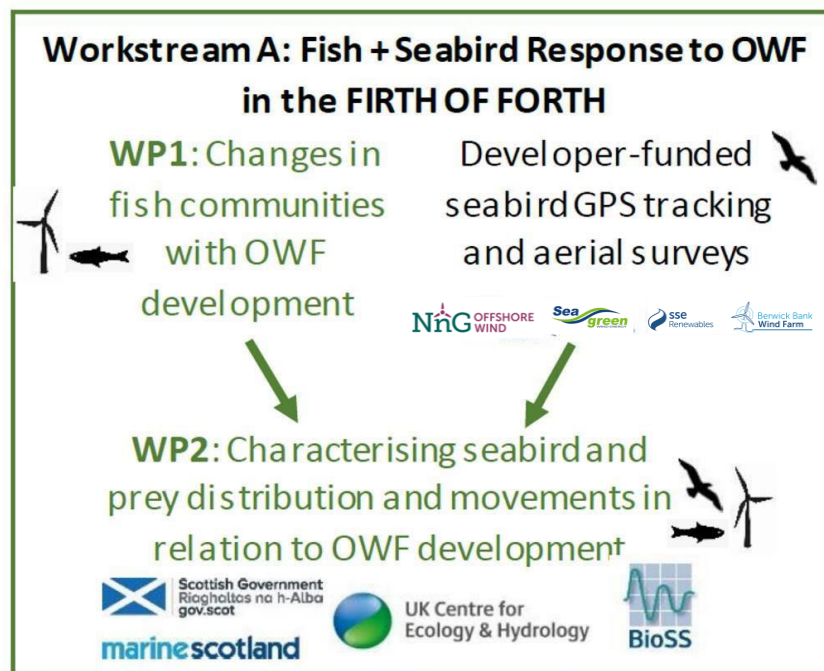 Workstream A: Fish + Seabird Response to OWF
in the FIRTH OF FORTH
WP1: Changes in
fish communities
with OWF
development
Developer-funded
seabird GPS tracking
and aerial surveys
NnG OFFSHORE
WIND
Sea
green
sse
Renewables
Berwick Bank
Wind Farm
WP2: Characterising seabird and
prey distribution and movements in
relation to OWF development
Scottish Government
Riaghaltas na h-Alba
gov.scot
marinescotland
UK Centre for
Ecology & Hydrology
BioSS